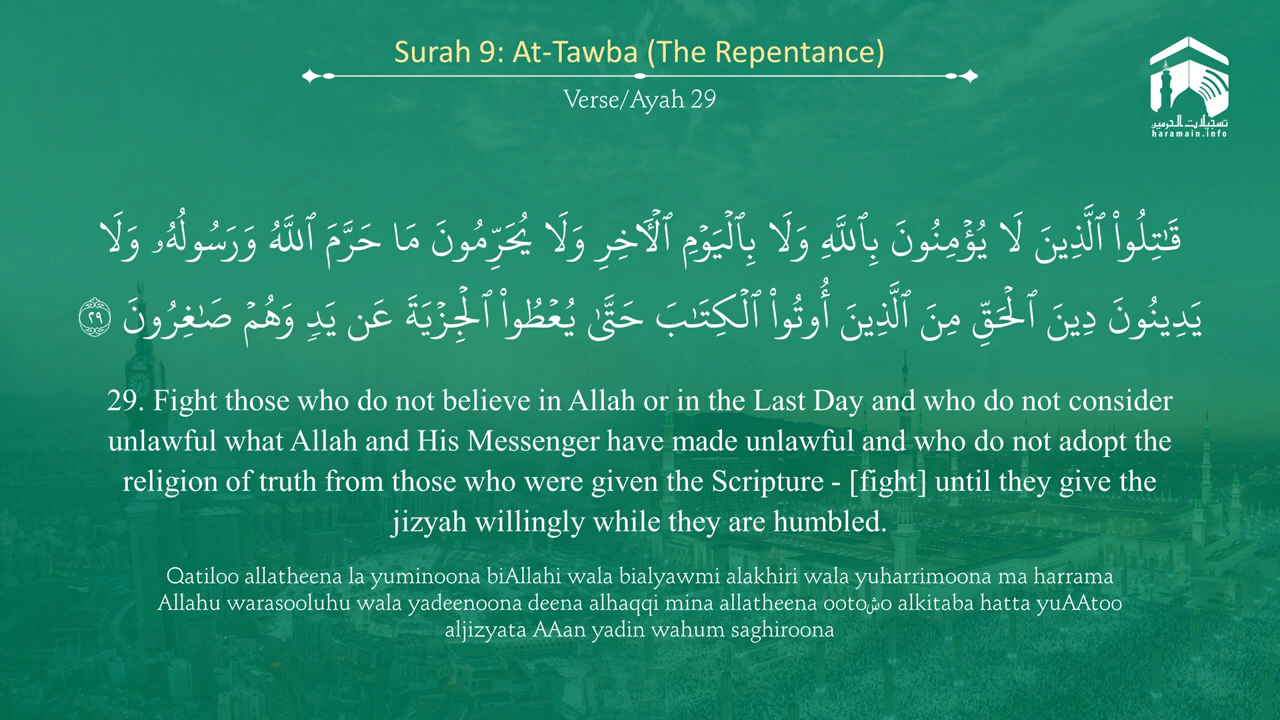 Surah 9: At-Tawba (The Repentance)
Verse/Ayah 29
تسجيلات الحرمين
haramain.info
قَـٰتِلُوا۟ ٱلَّذِينَ لَا يُؤْمِنُونَ بِٱللَّهِ وَلَا بِٱلْيَوْمِ ٱلْـَٔاخِرِ وَلَا يُحَرِّمُونَ مَا حَرَّمَ ٱللَّهُ وَرَسُولُهُۥ وَلَا
يَدِينُونَ دِينَ ٱلْحَقِّ مِنَ ٱلَّذِينَ أُوتُوا۟ ٱلْكِتَـٰبَ حَتَّىٰ يُعْطُوا۟ ٱلْجِزْيَةَ عَن يَدٍ وَهُمْ صَـٰغِرُونَ ٢٩
29. Fight those who do not believe in Allah or in the Last Day and who do not consider
unlawful what Allah and His Messenger have made unlawful and who do not adopt the
religion of truth from those who were given the Scripture - [fight] until they give the
jizyah willingly while they are humbled.
Qatiloo allatheena la yuminoona biAllahi wala bialyawmi alakhiri wala yuharrimoona ma harrama
Allahu warasooluhu wala yadeenoona deena alhaqqi mina allatheena ootoشo alkitaba hatta yuAAtoo
aljizyata AAan yadin wahum saghiroona